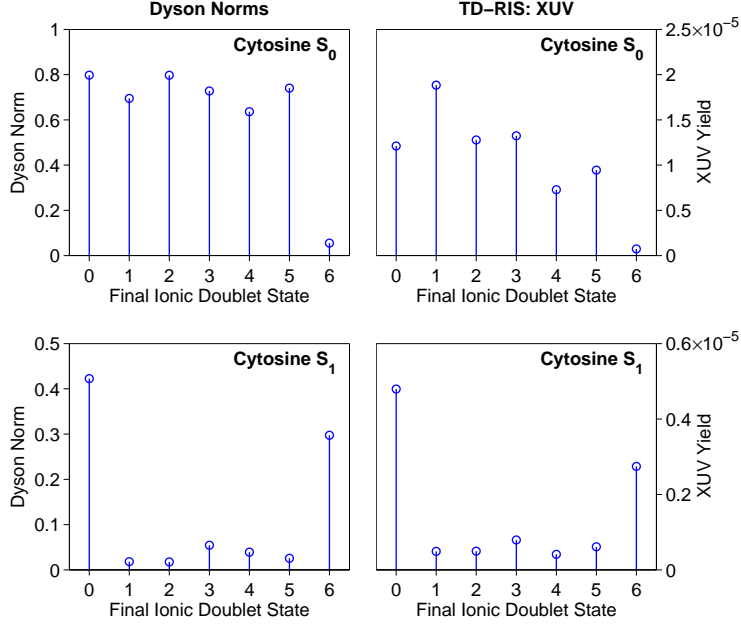 Dyson Norms
TD−RIS: XUV
1
0.8
0.6
0.4
0.2
0
Dyson Norm
Cytosine S0
0 1 2 3 4 5 6
Final Ionic Doublet State
2.5×10−5
2
1.5
1
0.5
0
XUV Yield
Cytosine S0
0 1 2 3 4 5 6
Final Ionic Doublet State
0.5
0.4
0.3
0.2
0.1
0
Dyson Norm
Cytosine S1
0 1 2 3 4 5 6
Final Ionic Doublet State
0.6×10−5
0.4
0.2
0
XUV Yield
Cytosine S1
0 1 2 3 4 5 6
Final Ionic Doublet State